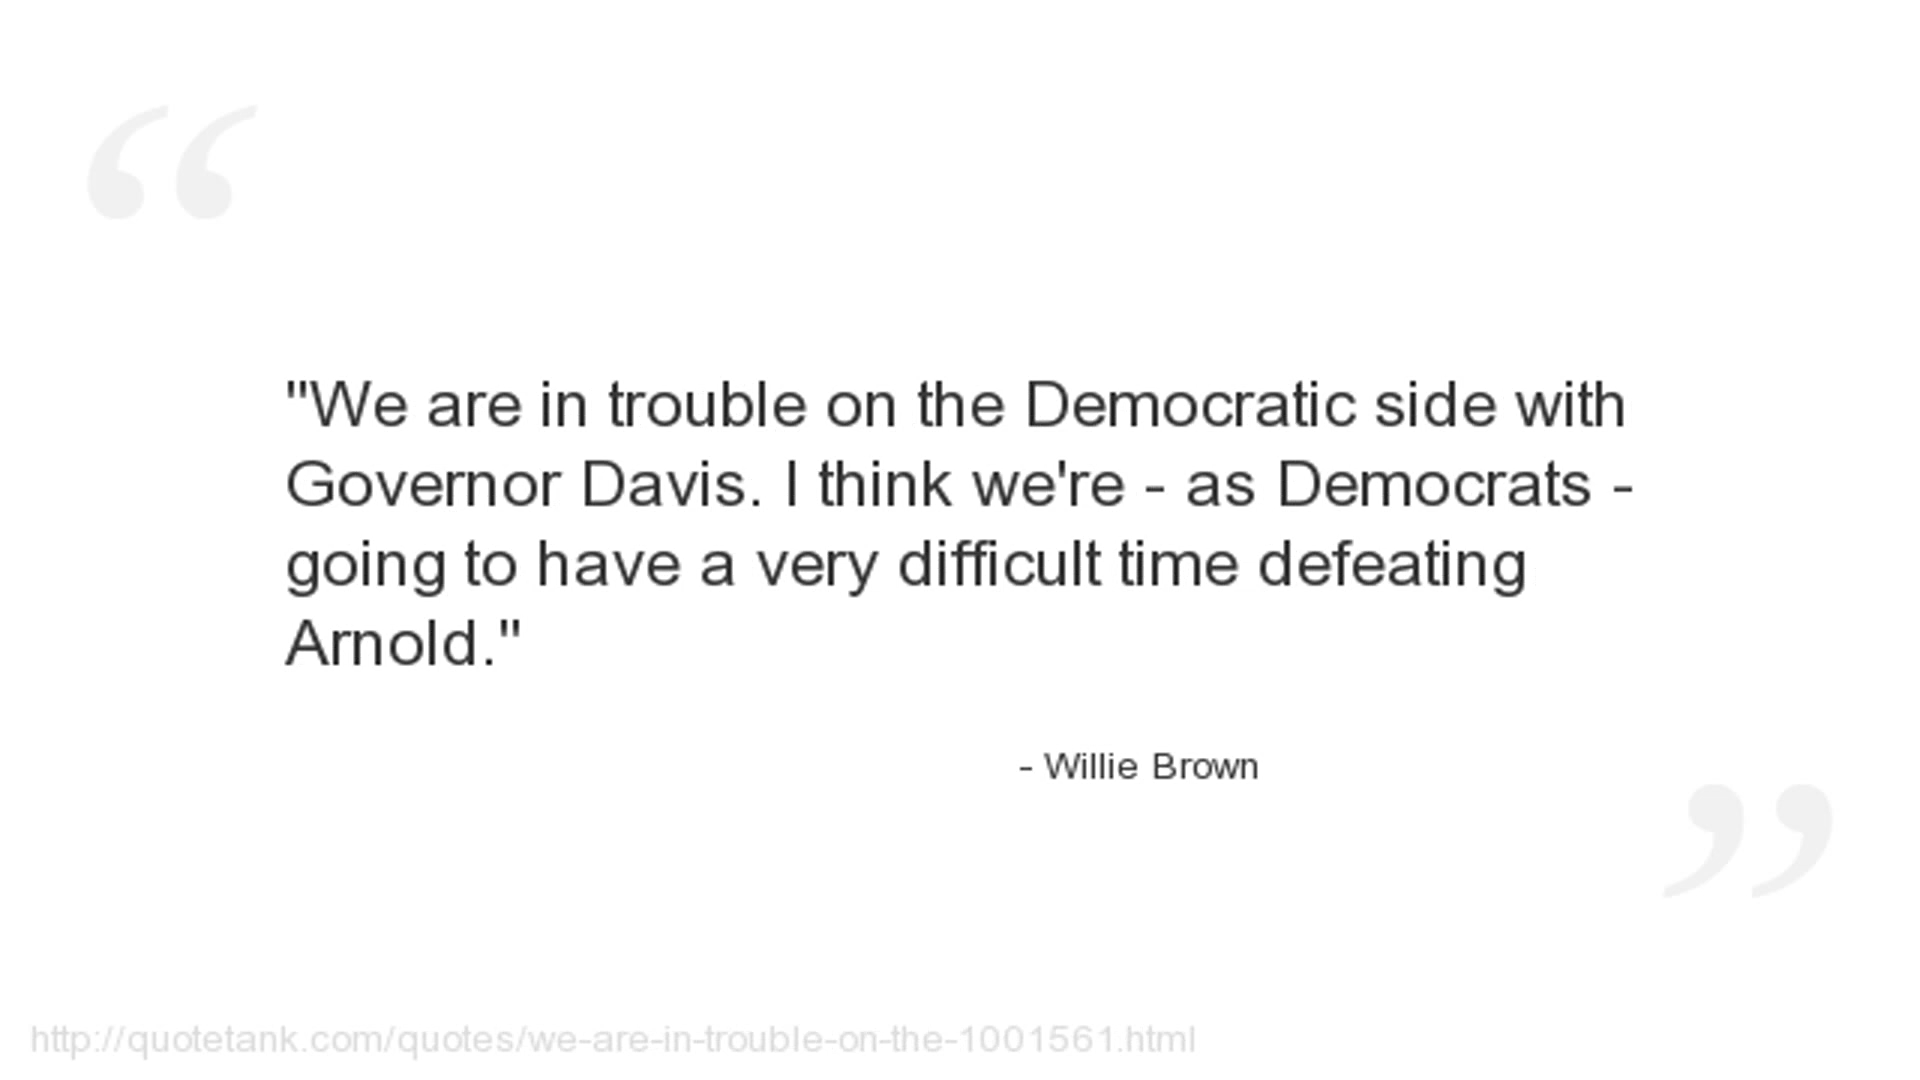 "We are in trouble on the Democratic side with
Governor Davis. I think we're - as Democrats -
going to have a very difficult time defeating
Arnold."
- Willie Brown
http://quotetank.com/quotes/we-are-in-trouble-on-the-1001561.html